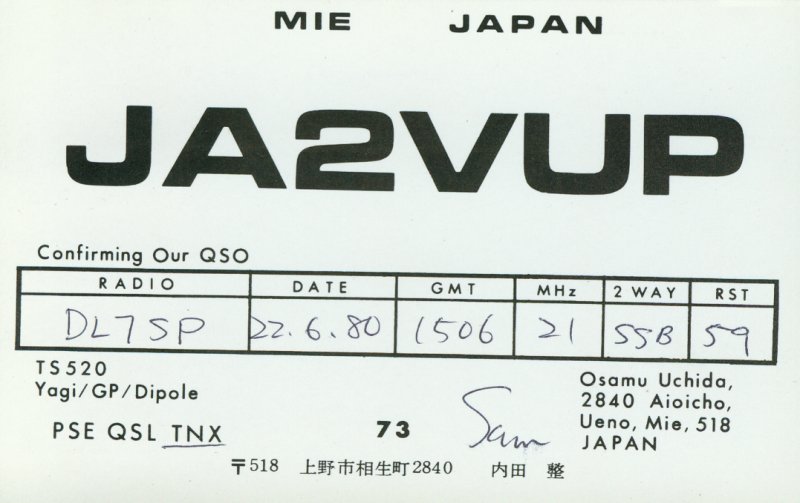 MIE JAPAN
JA2VUP
Confirming Our QSO
RADIO DATE GMT MHz 2 WAY RST
DL7SP 22.6.80 1506 21 SSB 59
TS520
Yagi/GP/Dipole
PSE QSL TNX
73
Sam
Osamu Uchida,
2840 Aioicho,
Ueno, Mie, 518
JAPAN
〒518 上野市相生町2840 内田 整